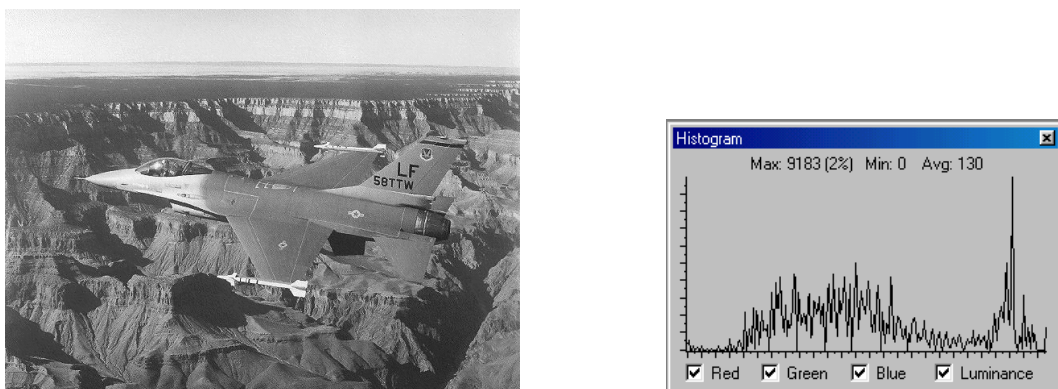 LF
58TTW
Histogram
Max: 9183 (2%) Min: 0 Avg: 130
Red Green Blue Luminance